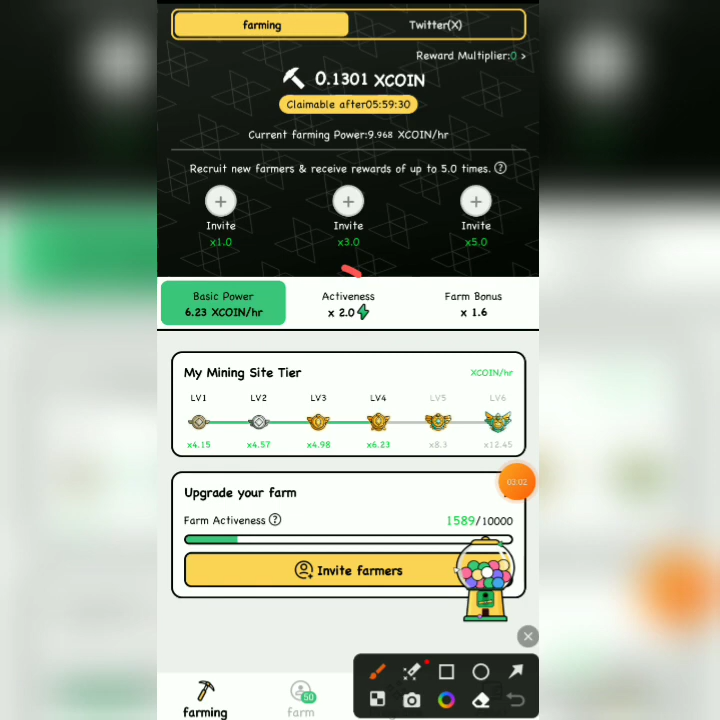 farming
Twitter(X)
Reward Multiplier:0 >
0.1301 XCOIN
Claimable after05:59:30
Current farming Power:9.968 XCOIN/hr
Recruit new farmers & receive rewards of up to 5.0 times. ?
Invite
x1.0
Invite
x3.0
Invite
x5.0
Basic Power
6.23 XCOIN/hr
Activeness
x 2.0
Farm Bonus
x 1.6
My Mining Site Tier
XCOIN/hr
LV1 LV2 LV3 LV4 LV5 LV6
x4.15 x4.57 x4.98 x6.23 x8.3 x12.45
03:02
Upgrade your farm
Farm Activeness ?
1589/10000
Invite farmers
farming
50
farm